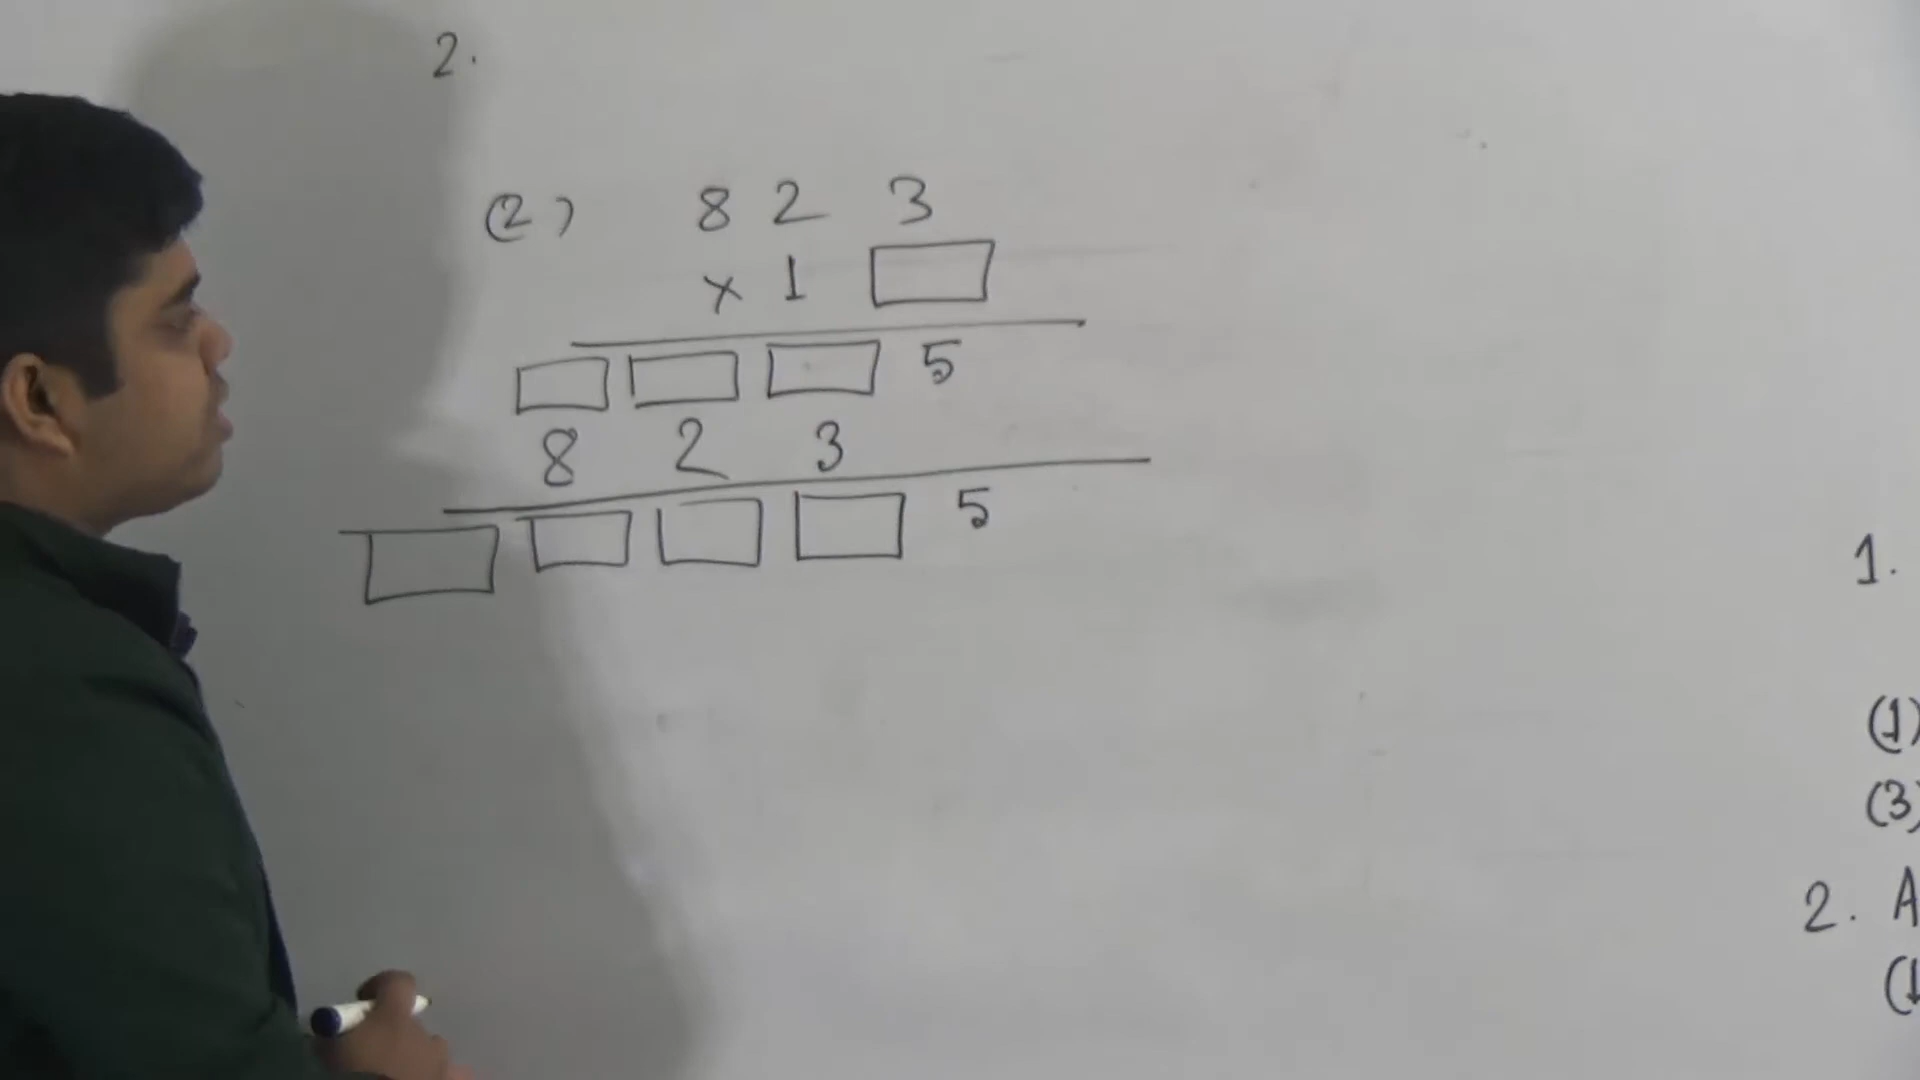 2.
(2) 8 2 3
x 1 □
□ □ □ 5
8 2 3
□ □ □ □ 5
1.
(1)
(3)
2. A
(1